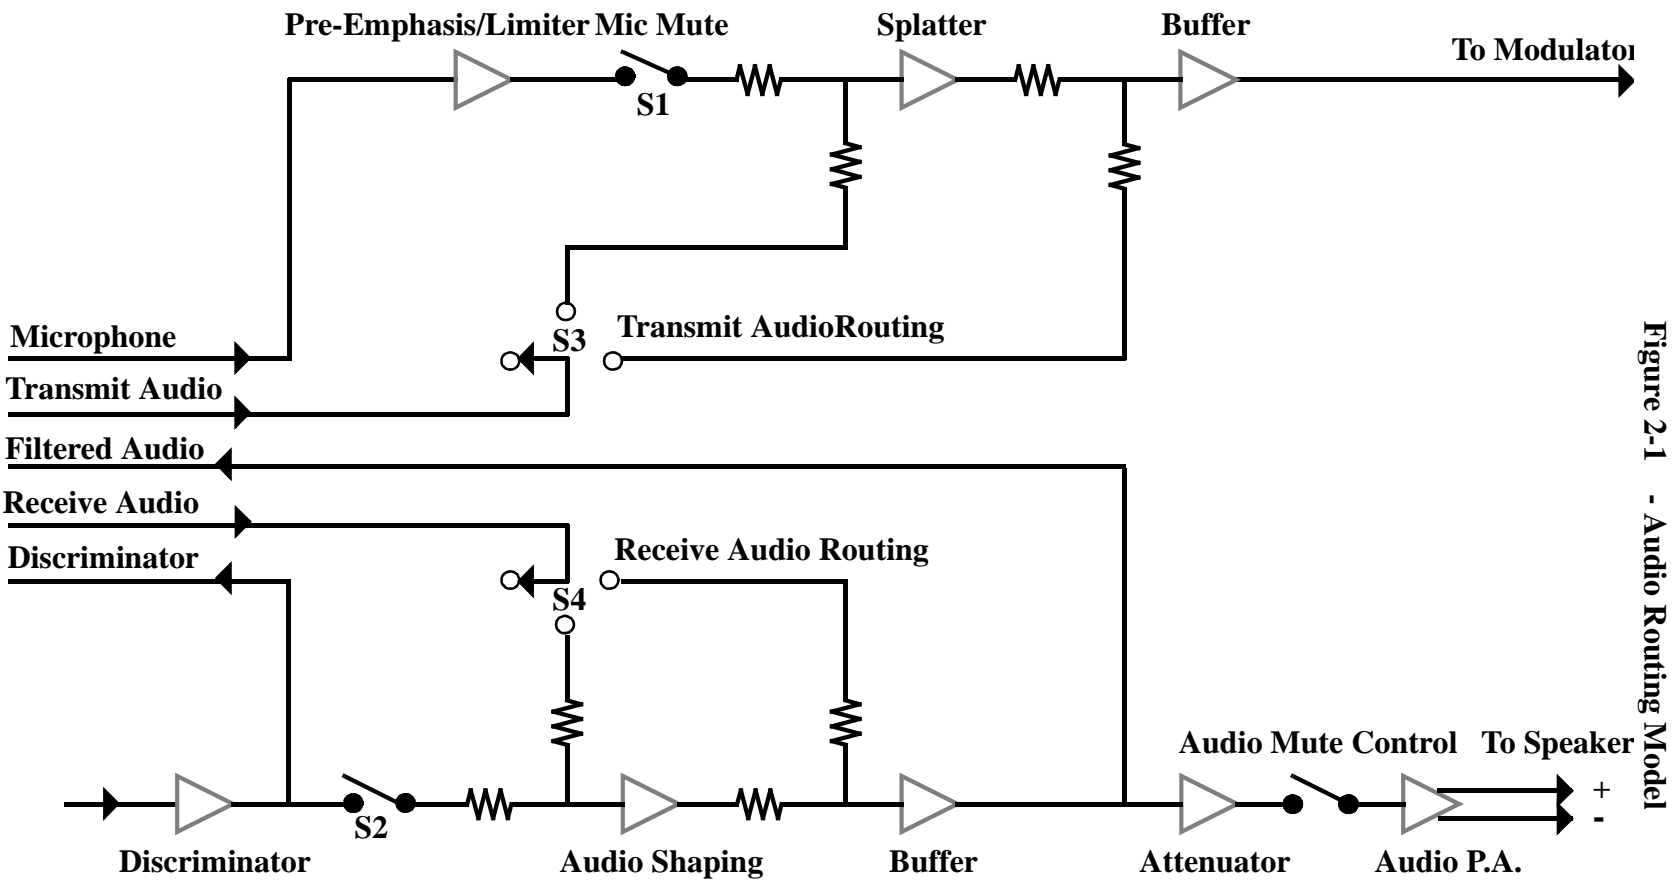 Pre-Emphasis/Limiter Mic Mute
Splatter
Buffer
To Modulator
S1
Microphone
S3
Transmit AudioRouting
Transmit Audio
Filtered Audio
Receive Audio
Discriminator
Receive Audio Routing
S4
Audio Mute Control
To Speaker
+
-
S2
Discriminator
Audio Shaping
Buffer
Attenuator
Audio P.A.
Figure 2-1 - Audio Routing Model